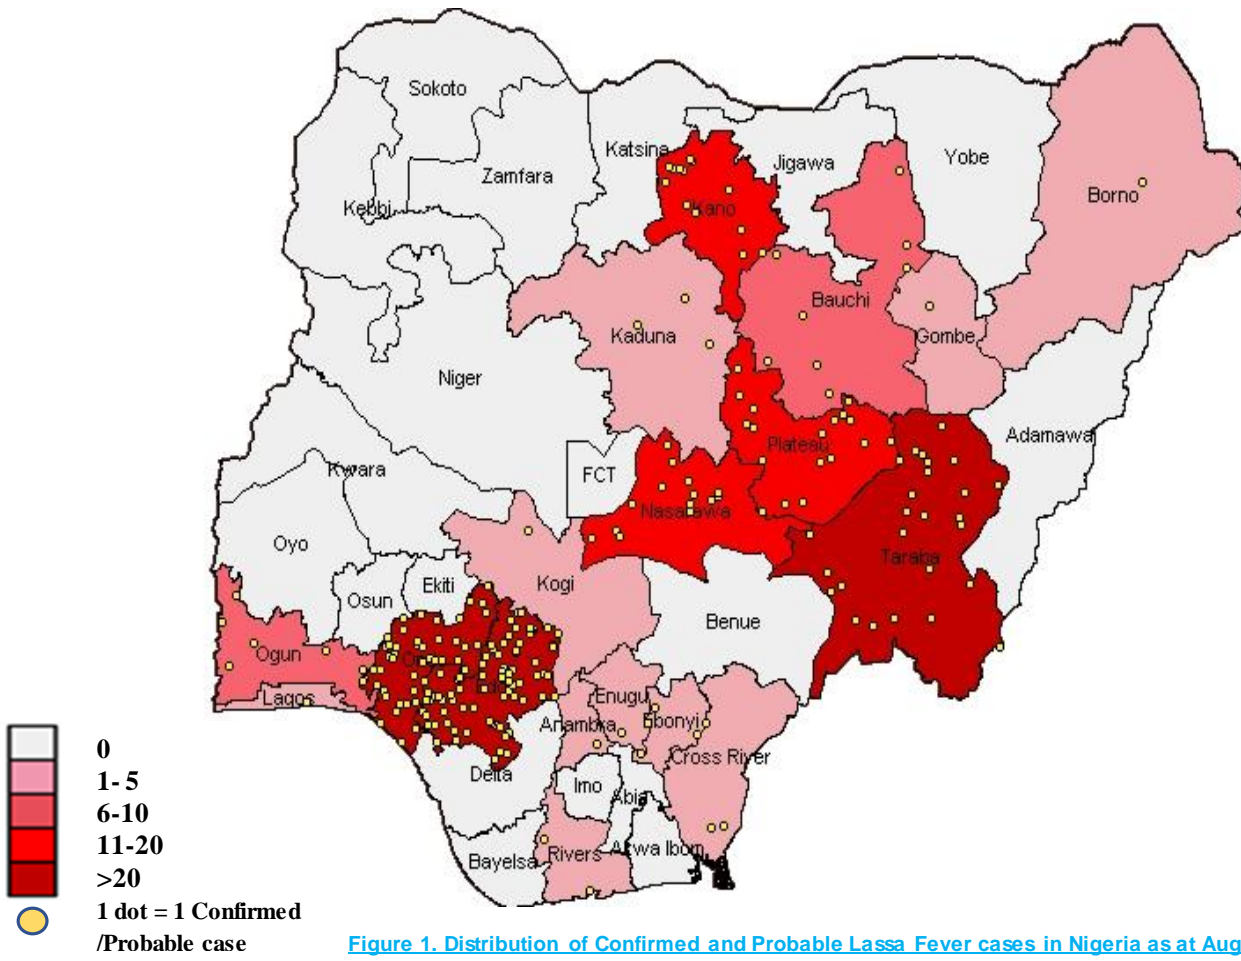 Sokoto
Katsina
Jigawa
Yobe
Zamfara
Borno
Kebbi
Kano
Bauchi
Kaduna
Gombe
Niger
Adamawa
Plateau
Kwara
FCT
Nasarawa
Oyo
Taraba
Ekiti
Kogi
Osun
Benue
Ogun
Edo
Lagos
Enugu
Ebonyi
Anambra
Cross River
Delta
Imo
Abia
Bayelsa
Rivers
Akwa Ibom
0
1- 5
6-10
11-20
>20
1 dot = 1 Confirmed
/Probable case
Figure 1. Distribution of Confirmed and Probable Lassa Fever cases in Nigeria as at Aug